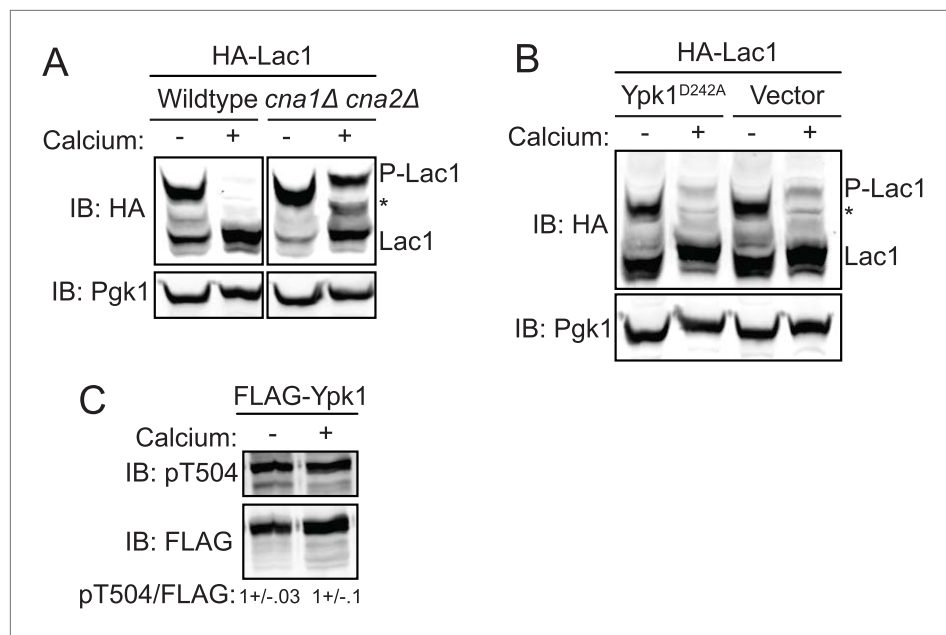 A
HA-Lac1
Wildtype cna1Δ cna2Δ
Calcium: - + - +
P-Lac1
IB: HA
*
Lac1
IB: Pgk1
B
HA-Lac1
Ypk1D242A Vector
Calcium: - + - +
P-Lac1
*
IB: HA
Lac1
IB: Pgk1
C
FLAG-Ypk1
Calcium: - +
IB: pT504
IB: FLAG
pT504/FLAG: 1+/-.03 1+/-.1